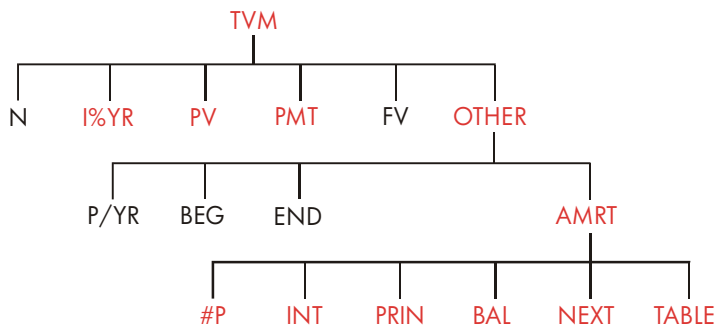 TVM
N I%YR PV PMT FV OTHER
P/YR BEG END AMRT
#P INT PRIN BAL NEXT TABLE